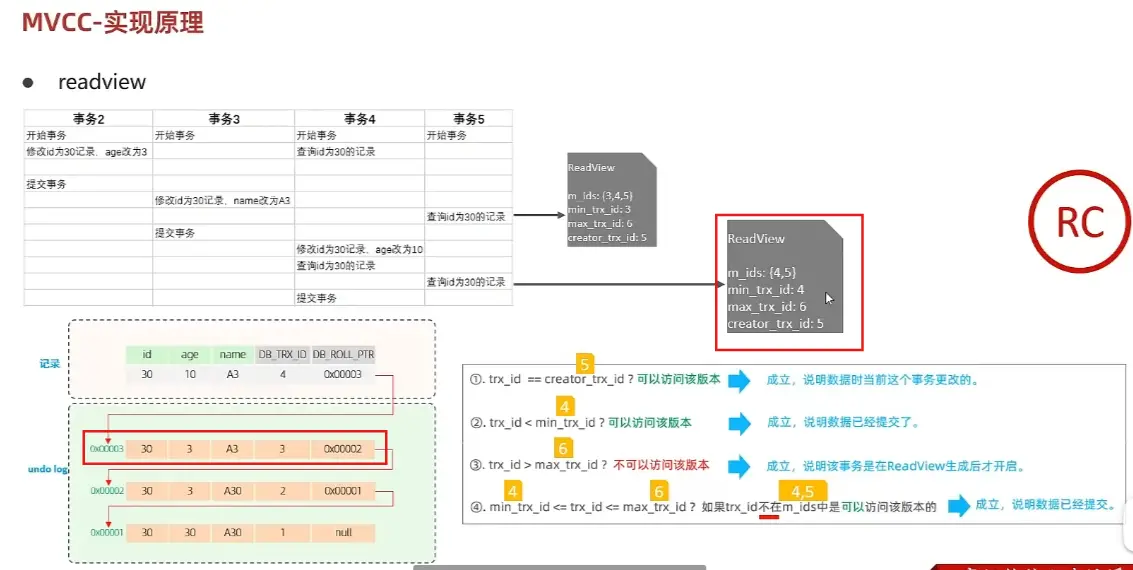 MVCC-实现原理
● readview
事务2 事务3 事务4 事务5
开始事务 开始事务 开始事务 开始事务
修改id为30记录、age改为3 查询id为30的记录
提交事务
修改id为30记录、name改为A3
查询id为30的记录
提交事务
修改id为30记录、age改为10
查询id为30的记录
查询id为30的记录
提交事务
ReadView
m_ids: {3,4,5}
min_trx_id: 3
max_trx_id: 6
creator_trx_id: 5
ReadView
m_ids: {4,5}
min_trx_id: 4
max_trx_id: 6
creator_trx_id: 5
RC
记录
id age name DB_TRX_ID DB_ROLL_PTR
30 10 A3 4 0x00003
undo log
0x00003 30 3 A3 3 0x00002
0x00002 30 3 A30 2 0x00001
0x00001 30 30 A30 1 null
5
①. trx_id == creator_trx_id ? 可以访问该版本 成立，说明数据时当前这个事务更改的。
4
②. trx_id < min_trx_id ? 可以访问该版本 成立，说明数据已经提交了。
6
③. trx_id > max_trx_id ? 不可以访问该版本 成立，说明该事务是在ReadView生成后才开启。
4 6 4,5
④. min_trx_id <= trx_id <= max_trx_id ? 如果trx_id不在m_ids中是可以访问该版本的 成立，说明数据已经提交。